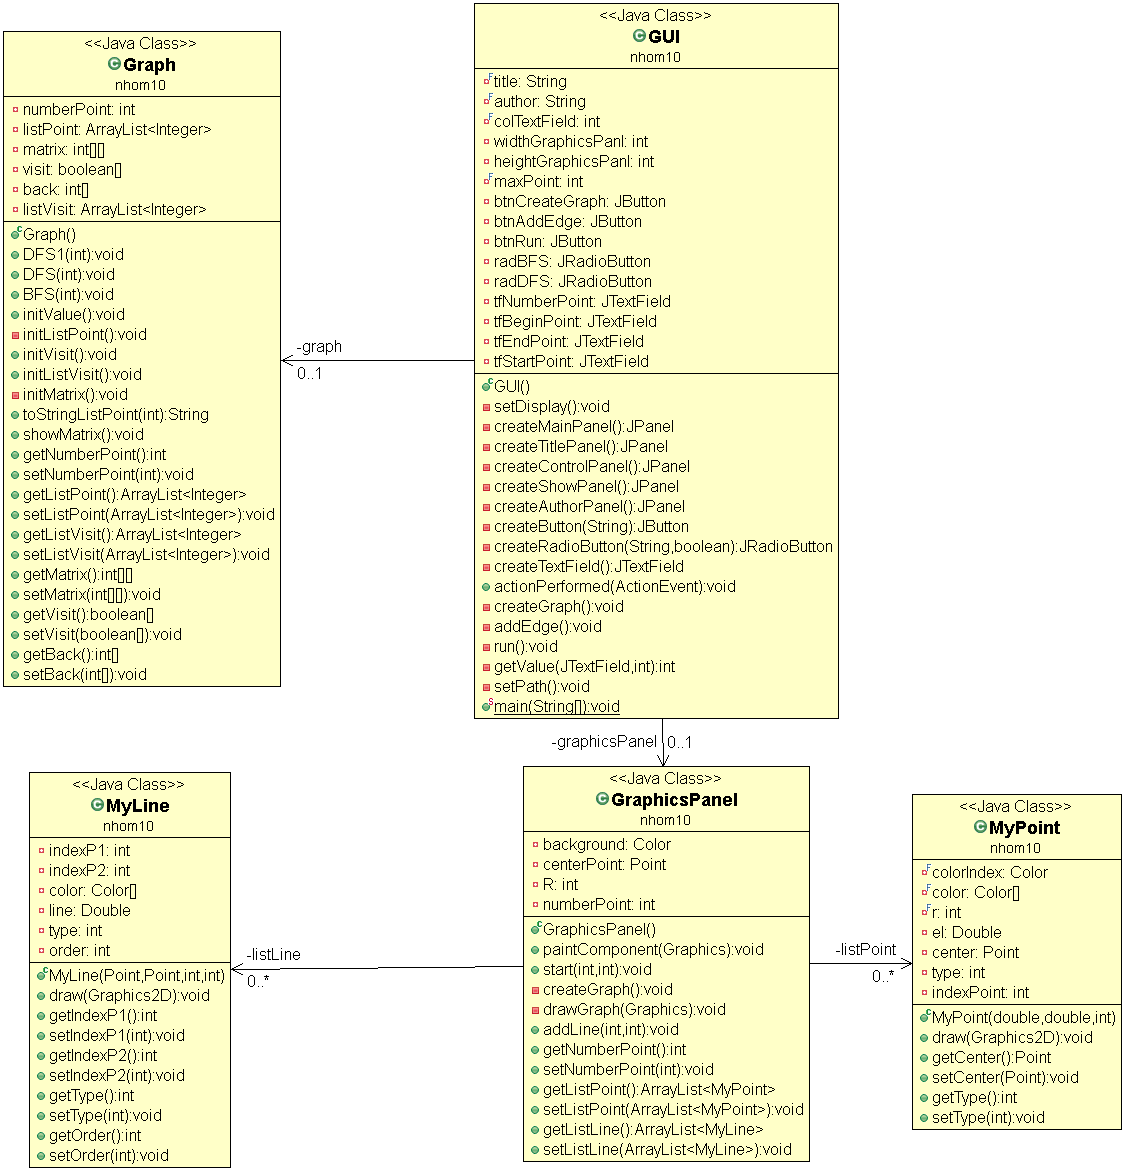 <<Java Class>>
Graph
nhom10
numberPoint: int
listPoint: ArrayList<Integer>
matrix: int[][]
visit: boolean[]
back: int[]
listVisit: ArrayList<Integer>
Graph()
DFS1(int):void
DFS(int):void
BFS(int):void
initValue():void
initListPoint():void
initVisit():void
initListVisit():void
initMatrix():void
toStringListPoint(int):String
showMatrix():void
getNumberPoint():int
setNumberPoint(int):void
getListPoint():ArrayList<Integer>
setListPoint(ArrayList<Integer>):void
getListVisit():ArrayList<Integer>
setListVisit(ArrayList<Integer>):void
getMatrix():int[][]
setMatrix(int[][]):void
getVisit():boolean[]
setVisit(boolean[]):void
getBack():int[]
setBack(int[]):void
-graph
0..1
<<Java Class>>
GUI
nhom10
title: String
author: String
colTextField: int
widthGraphicsPanl: int
heightGraphicsPanl: int
maxPoint: int
btnCreateGraph: JButton
btnAddEdge: JButton
btnRun: JButton
radBFS: JRadioButton
radDFS: JRadioButton
tfNumberPoint: JTextField
tfBeginPoint: JTextField
tfEndPoint: JTextField
tfStartPoint: JTextField
GUI()
setDisplay():void
createMainPanel():JPanel
createTitlePanel():JPanel
createControlPanel():JPanel
createShowPanel():JPanel
createAuthorPanel():JPanel
createButton(String):JButton
createRadioButton(String,boolean):JRadioButton
createTextField():JTextField
actionPerformed(ActionEvent):void
createGraph():void
addEdge():void
run():void
getValue(JTextField,int):int
setPath():void
main(String[]):void
-graphicsPanel 0..1
<<Java Class>>
MyLine
nhom10
indexP1: int
indexP2: int
color: Color[]
line: Double
type: int
order: int
MyLine(Point,Point,int,int)
draw(Graphics2D):void
getIndexP1():int
setIndexP1(int):void
getIndexP2():int
setIndexP2(int):void
getType():int
setType(int):void
getOrder():int
setOrder(int):void
-listLine
0..*
<<Java Class>>
GraphicsPanel
nhom10
background: Color
centerPoint: Point
R: int
numberPoint: int
GraphicsPanel()
paintComponent(Graphics):void
start(int,int):void
createGraph():void
drawGraph(Graphics):void
addLine(int,int):void
getNumberPoint():int
setNumberPoint(int):void
getListPoint():ArrayList<MyPoint>
setListPoint(ArrayList<MyPoint>):void
getListLine():ArrayList<MyLine>
setListLine(ArrayList<MyLine>):void
-listPoint
0..*
<<Java Class>>
MyPoint
nhom10
colorIndex: Color
color: Color[]
r: int
el: Double
center: Point
type: int
indexPoint: int
MyPoint(double,double,int)
draw(Graphics2D):void
getCenter():Point
setCenter(Point):void
getType():int
setType(int):void